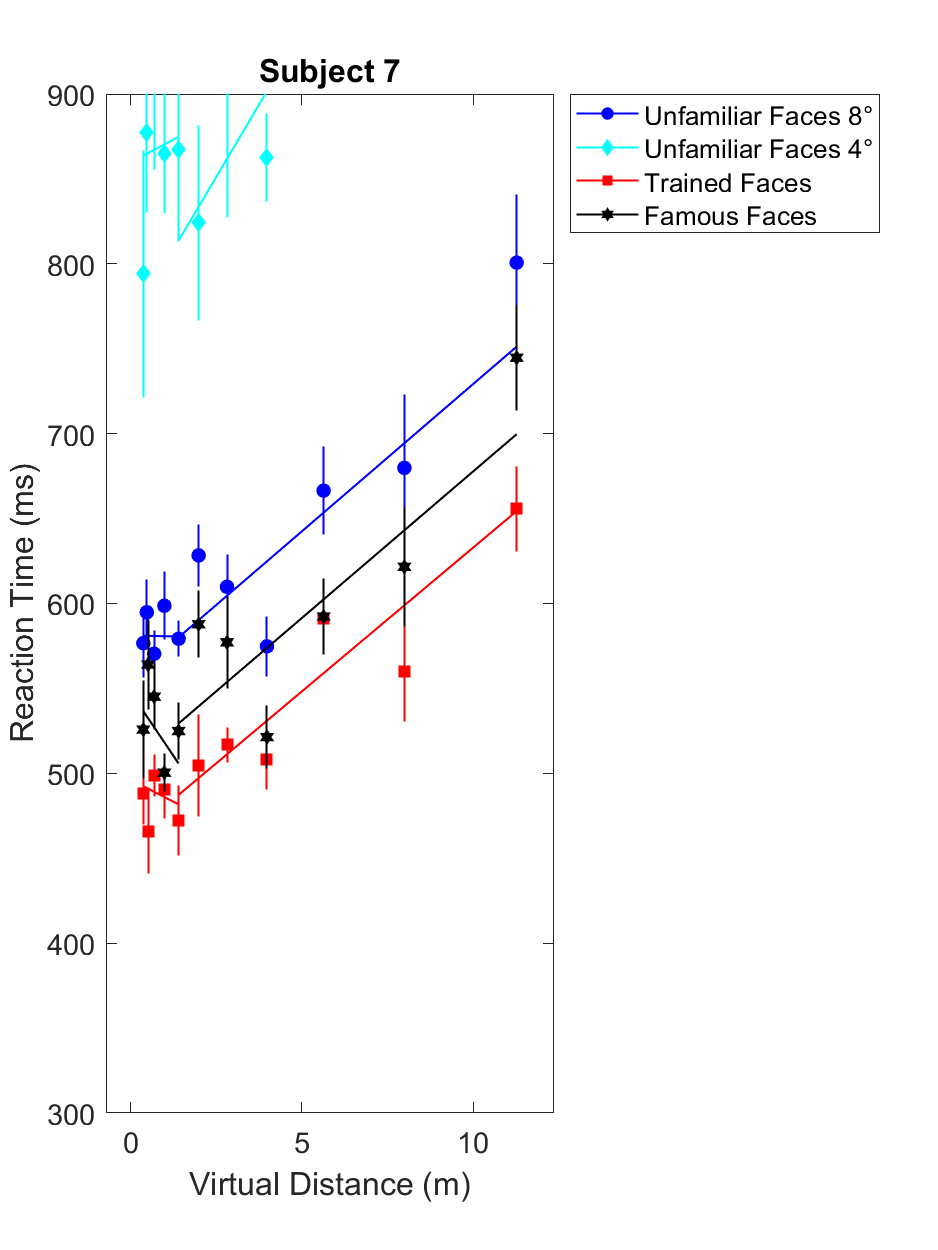 Subject 7
900
800
700
600
500
400
300
0
5
10
Reaction Time (ms)
Virtual Distance (m)
Unfamiliar Faces 8°
Unfamiliar Faces 4°
Trained Faces
Famous Faces